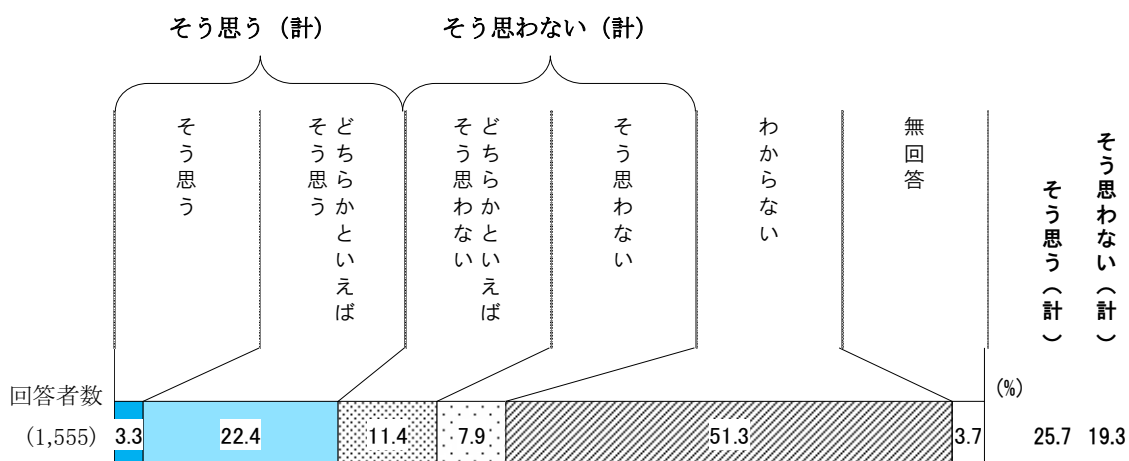 そう思う（計）
そう思わない（計）
そう思う
どちらかといえば
そう思う
どちらかといえば
そう思わない
そう思わない
わからない
無回答
そう思う（計）
そう思わない（計）
(%)
回答者数
(1,555)
3.3
22.4
11.4
7.9
51.3
3.7
25.7
19.3